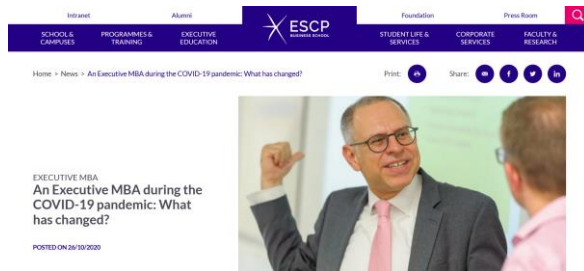 Intranet
Alumni
Foundation
Press Room
ESCP
BUSINESS SCHOOL
SCHOOL & CAMPUSES
PROGRAMMES & TRAINING
EXECUTIVE EDUCATION
STUDENT LIFE & SERVICES
CORPORATE SERVICES
FACULTY & RESEARCH
Home > News > An Executive MBA during the COVID-19 pandemic: What has changed?
Print:
Share:
EXECUTIVE MBA
An Executive MBA during the
COVID-19 pandemic: What
has changed?
POSTED ON 26/10/2020